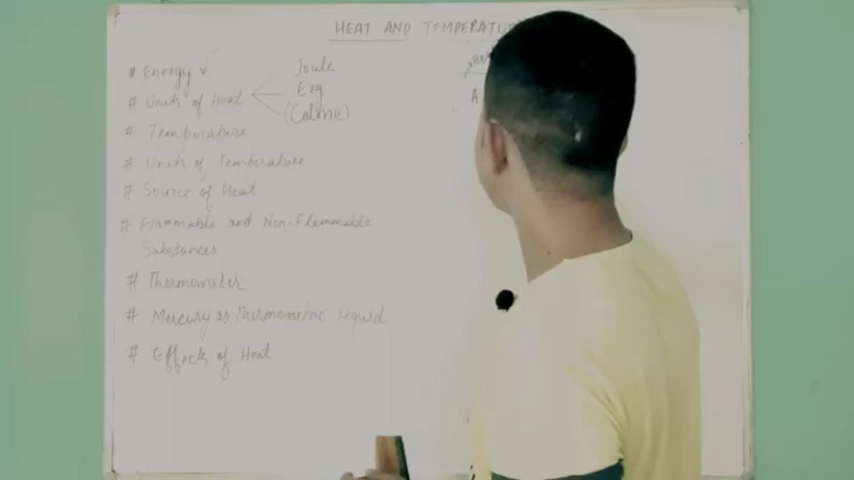 HEAT AND TEMPERATU
# Energy ✓
# Units of Heat
Joule
Erg
(Calorie)
# Temperature
# Units of Temperature
# Source of Heat
# Flammable and Non-Flammable
Substances
# Thermometer
# Mercury as Thermometric liquid
# Effects of Heat
A